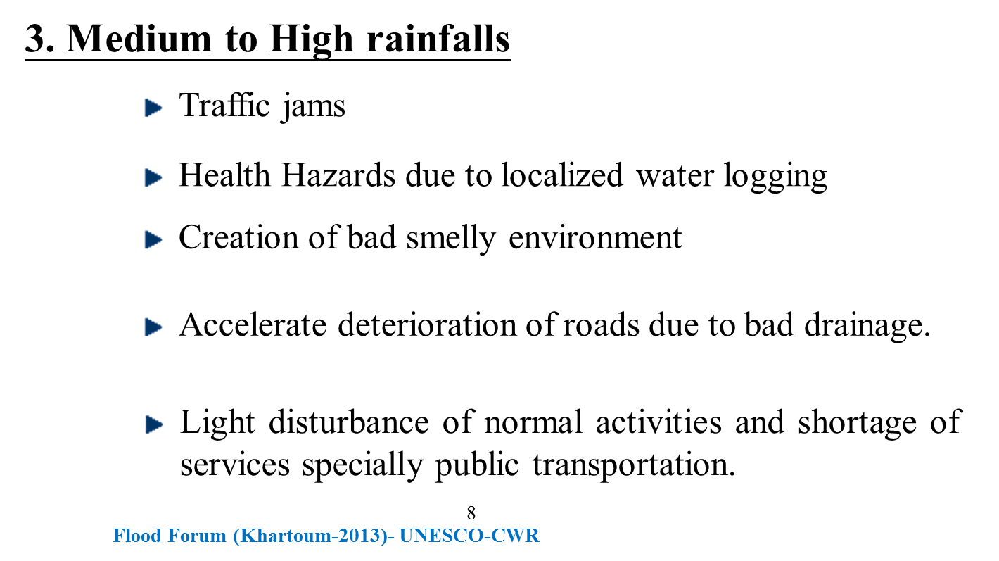 3. Medium to High rainfalls
Traffic jams
Health Hazards due to localized water logging
Creation of bad smelly environment
Accelerate deterioration of roads due to bad drainage.
Light disturbance of normal activities and shortage of
services specially public transportation.
8
Flood Forum (Khartoum-2013)- UNESCO-CWR